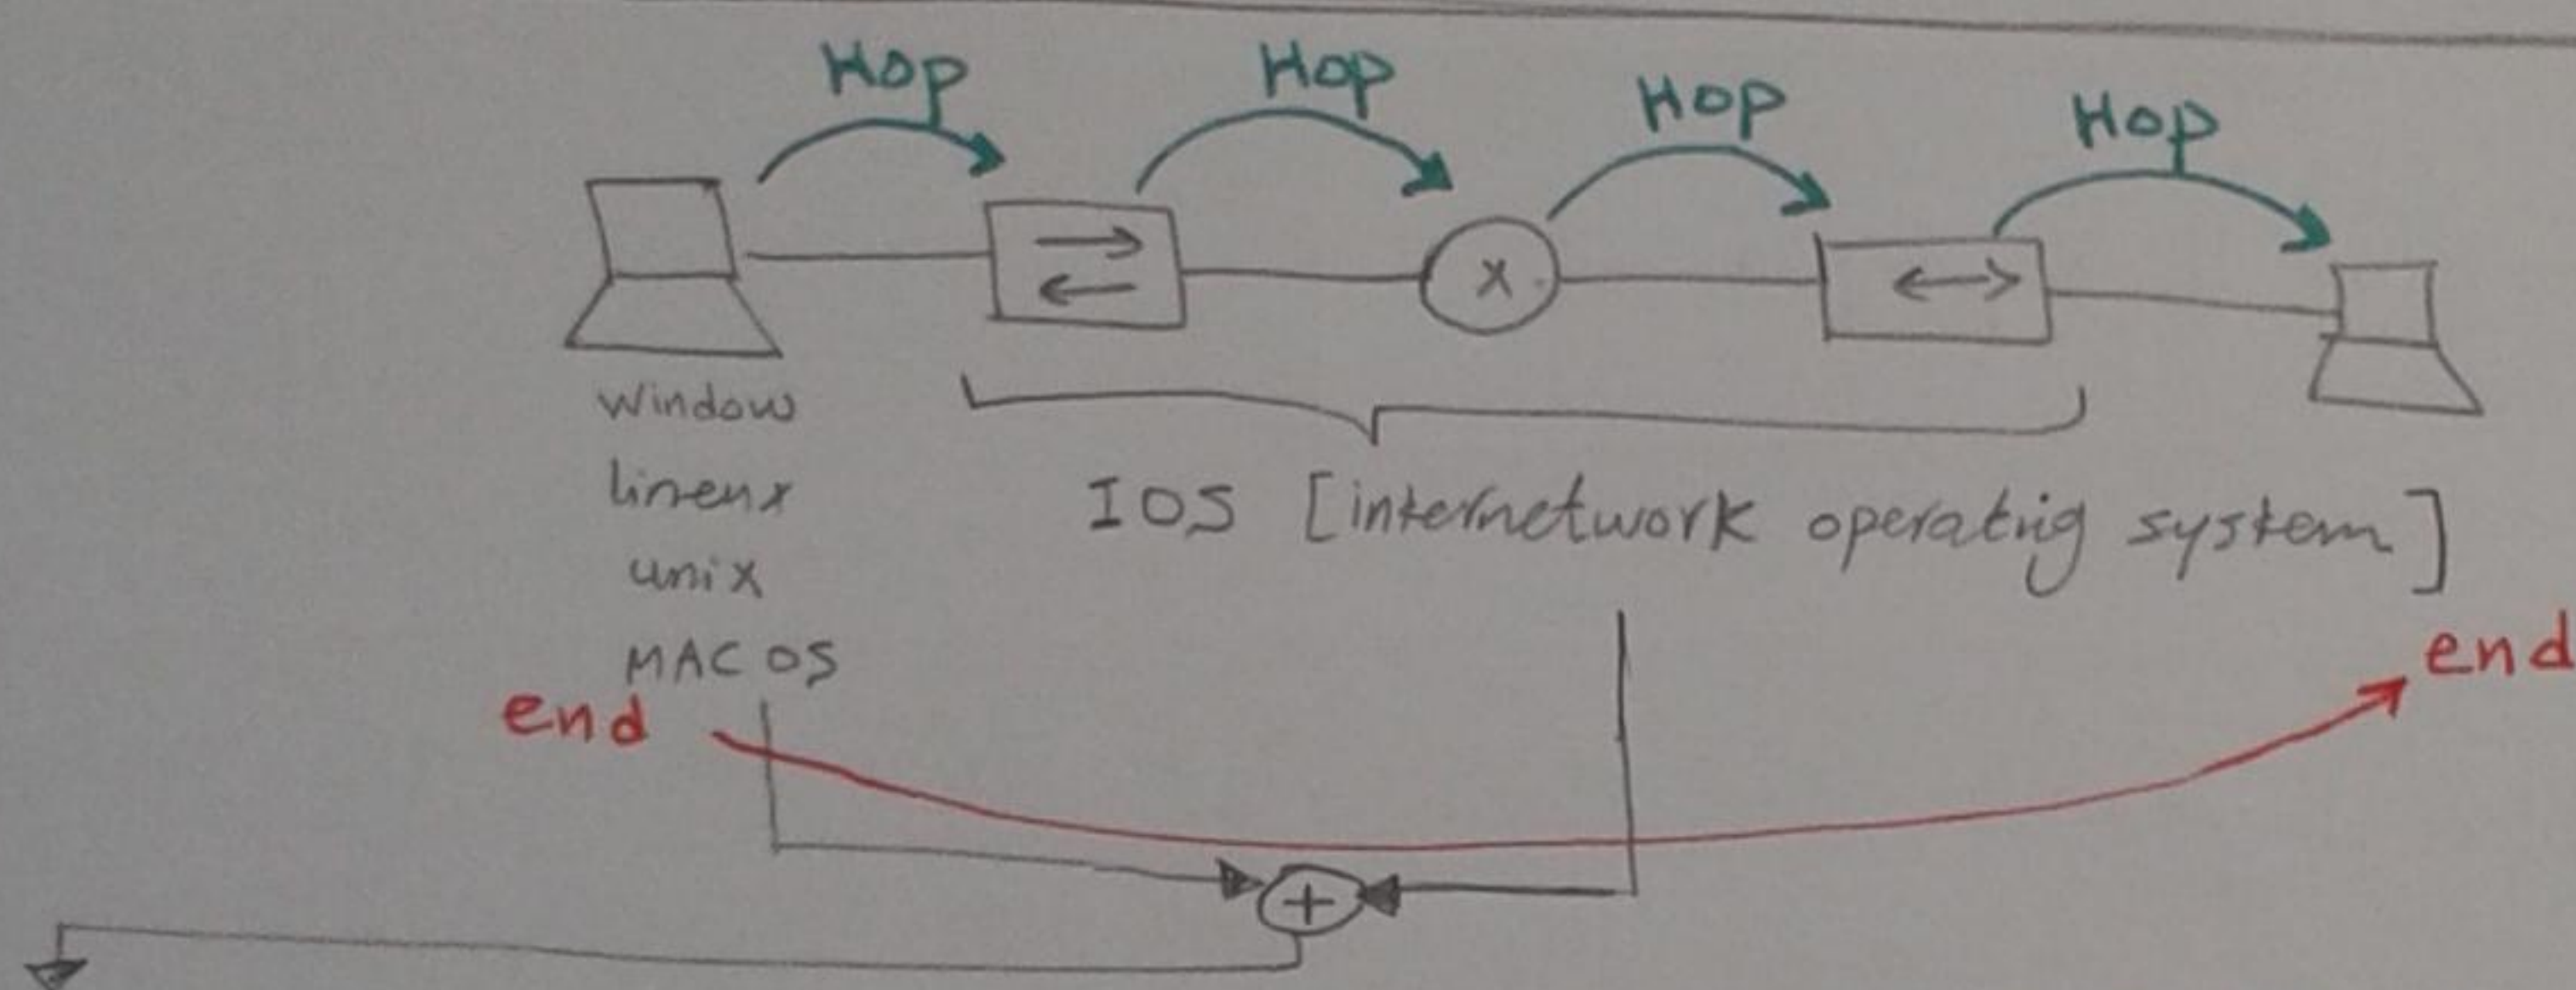 Hop Hop Hop Hop
x
window
linenx
unix
MAC OS
IOS [internetwork operatig system]
end
end
+